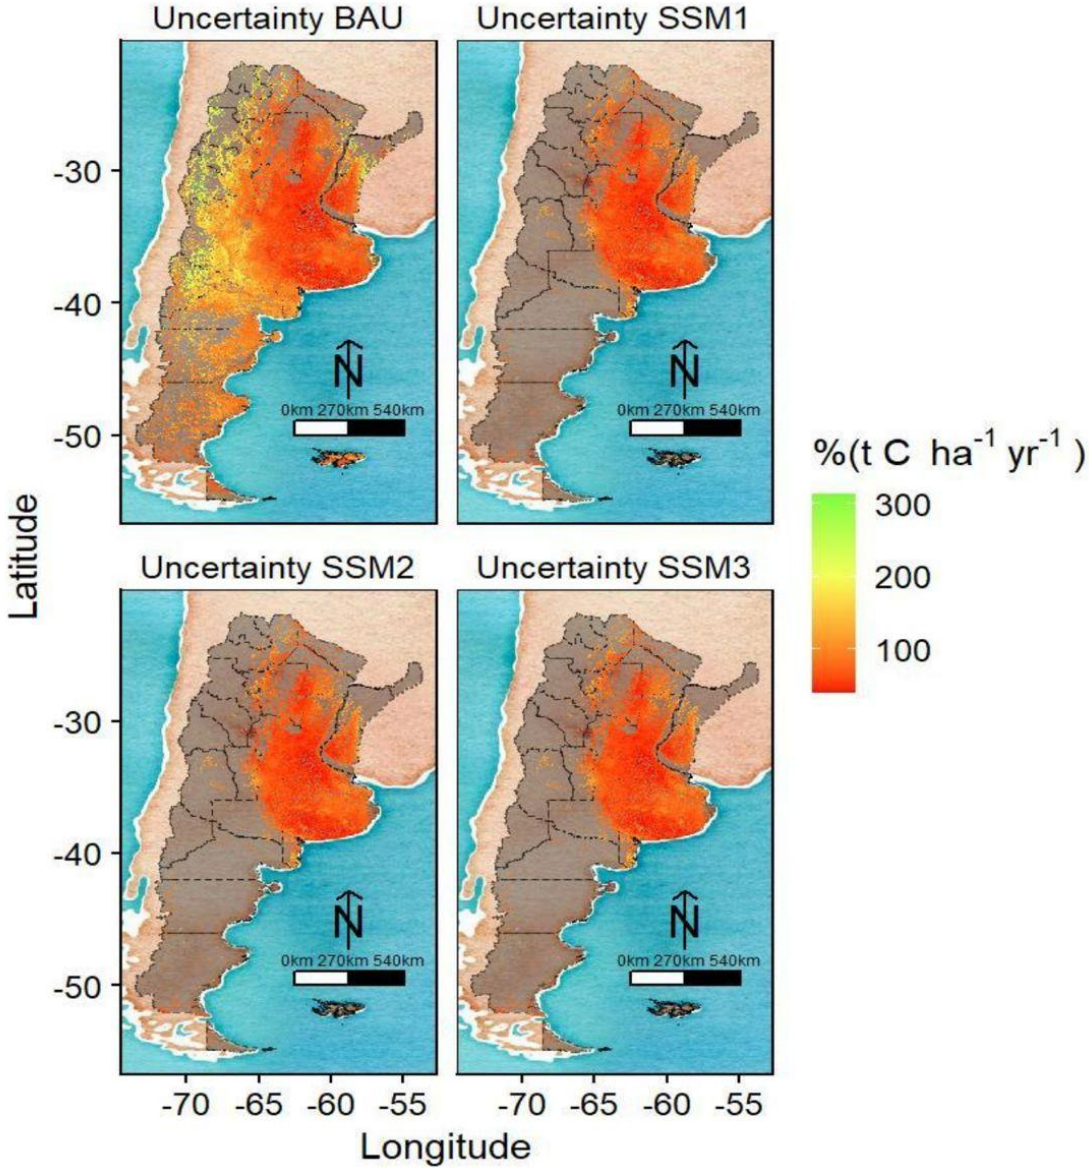 Uncertainty BAU
Uncertainty SSM1
-30
-40
-50
N
0km 270km 540km
N
0km 270km 540km
%(t C ha⁻¹ yr⁻¹ )
300
200
100
Latitude
Uncertainty SSM2
Uncertainty SSM3
-30
-40
-50
N
0km 270km 540km
N
0km 270km 540km
-70 -65 -60 -55
-70 -65 -60 -55
Longitude